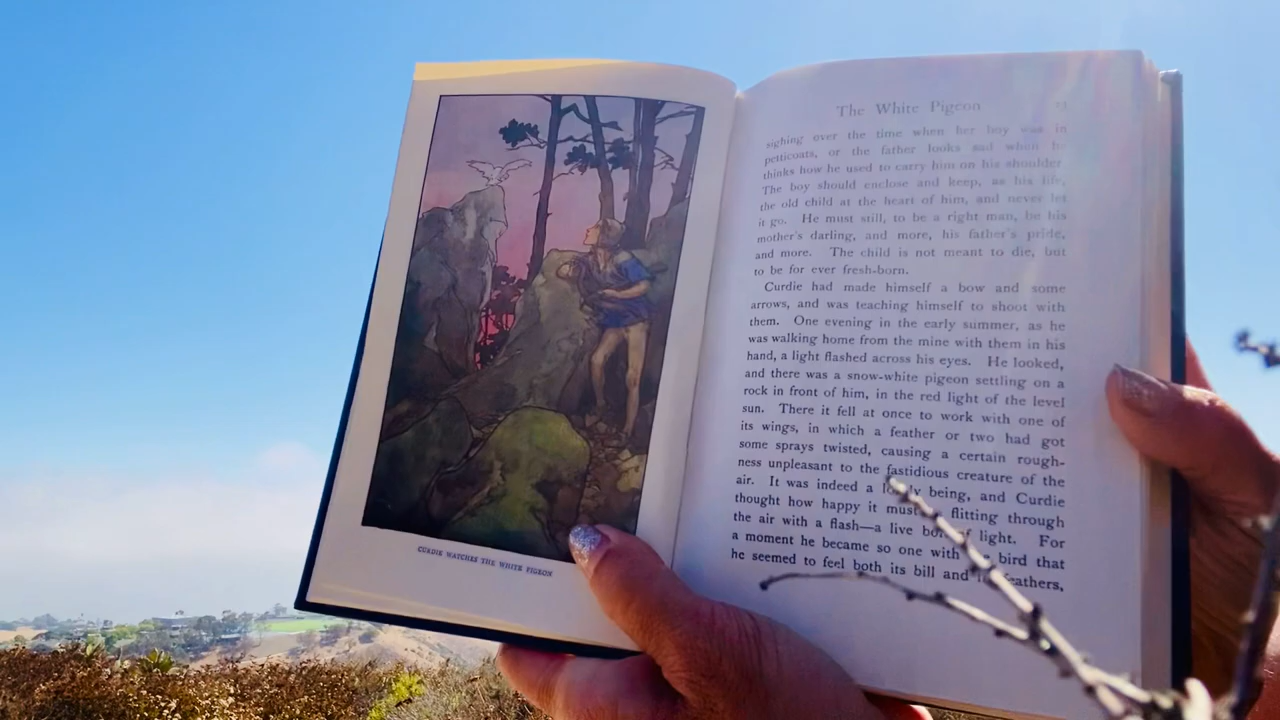 CURDIE WATCHES THE WHITE PIGEON
The White Pigeon
sighing over the time when her boy was in
petticoats, or the father looks sad when he
thinks how he used to carry him on his shoulder.
The boy should enclose and keep, as his life,
the old child at the heart of him, and never let
it go. He must still, to be a right man, be his
mother's darling, and more, his father's pride,
and more. The child is not meant to die, but
to be for ever fresh-born.
Curdie had made himself a bow and some
arrows, and was teaching himself to shoot with
them. One evening in the early summer, as he
was walking home from the mine with them in his
hand, a light flashed across his eyes. He looked,
and there was a snow-white pigeon settling on a
rock in front of him, in the red light of the level
sun. There it fell at once to work with one of
its wings, in which a feather or two had got
some sprays twisted, causing a certain rough-
ness unpleasant to the fastidious creature of the
air. It was indeed a being, and Curdie
thought how happy it must flitting through
the air with a flash—a live of light. For
a moment he became so one with bird that
he seemed to feel both its bill and feathers,